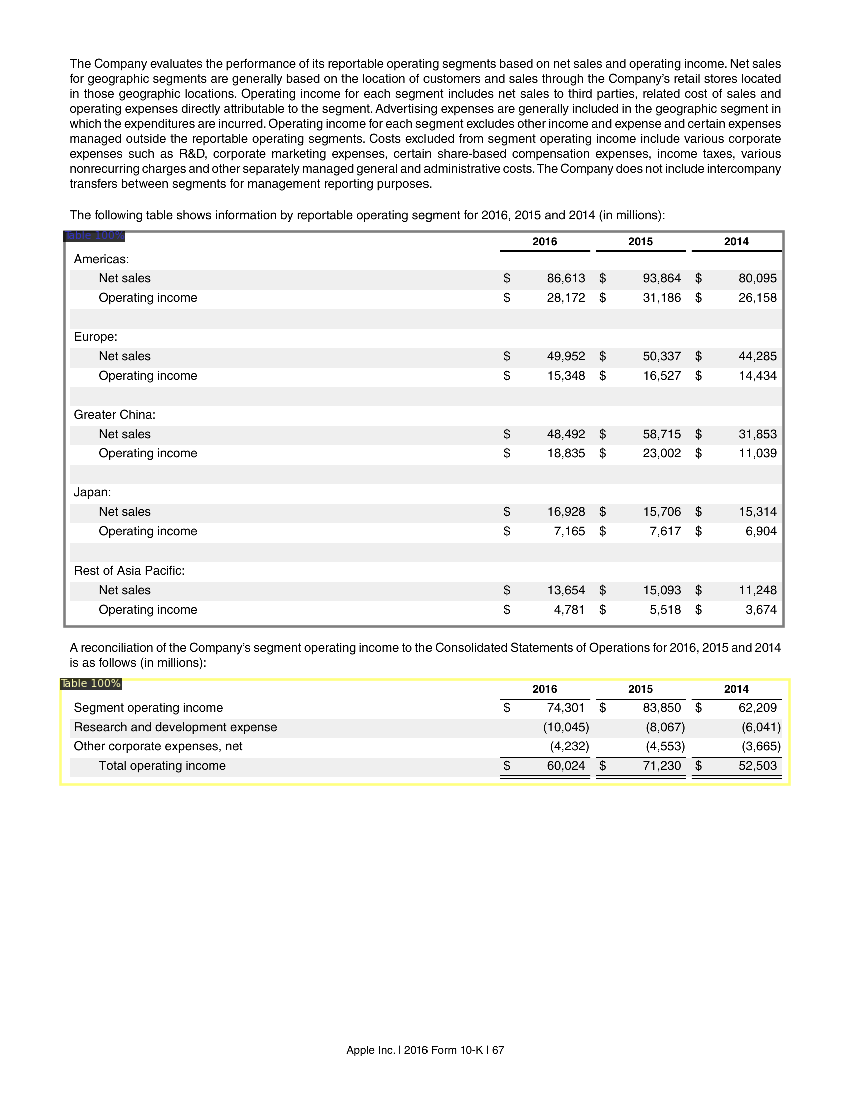 The Company evaluates the performance of its reportable operating segments based on net sales and operating income. Net sales
for geographic segments are generally based on the location of customers and sales through the Company's retail stores located
in those geographic locations. Operating income for each segment includes net sales to third parties, related cost of sales and
operating expenses directly attributable to the segment. Advertising expenses are generally included in the geographic segment in
which the expenditures are incurred. Operating income for each segment excludes other income and expense and certain expenses
managed outside the reportable operating segments. Costs excluded from segment operating income include various corporate
expenses such as R&D, corporate marketing expenses, certain share-based compensation expenses, income taxes, various
nonrecurring charges and other separately managed general and administrative costs. The Company does not include intercompany
transfers between segments for management reporting purposes.
The following table shows information by reportable operating segment for 2016, 2015 and 2014 (in millions):
Table 100%
2016 2015 2014
Americas:
Net sales $ 86,613 $ 93,864 $ 80,095
Operating income $ 28,172 $ 31,186 $ 26,158
Europe:
Net sales $ 49,952 $ 50,337 $ 44,285
Operating income $ 15,348 $ 16,527 $ 14,434
Greater China:
Net sales $ 48,492 $ 58,715 $ 31,853
Operating income $ 18,835 $ 23,002 $ 11,039
Japan:
Net sales $ 16,928 $ 15,706 $ 15,314
Operating income $ 7,165 $ 7,617 $ 6,904
Rest of Asia Pacific:
Net sales $ 13,654 $ 15,093 $ 11,248
Operating income $ 4,781 $ 5,518 $ 3,674
A reconciliation of the Company's segment operating income to the Consolidated Statements of Operations for 2016, 2015 and 2014
is as follows (in millions):
Table 100%
2016 2015 2014
Segment operating income $ 74,301 $ 83,850 $ 62,209
Research and development expense (10,045) (8,067) (6,041)
Other corporate expenses, net (4,232) (4,553) (3,665)
Total operating income $ 60,024 $ 71,230 $ 52,503
Apple Inc. | 2016 Form 10-K | 67